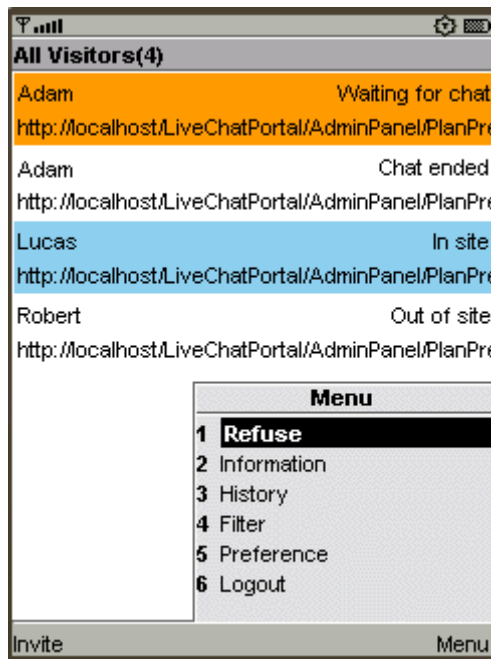 All Visitors(4)
Adam Waiting for chat
http://localhost/LiveChatPortal/AdminPanel/PlanPre
Adam Chat ended
http://localhost/LiveChatPortal/AdminPanel/PlanPre
Lucas In site
http://localhost/LiveChatPortal/AdminPanel/PlanPre
Robert Out of site
http://localhost/LiveChatPortal/AdminPanel/PlanPre
Menu
1 Refuse
2 Information
3 History
4 Filter
5 Preference
6 Logout
Invite Menu